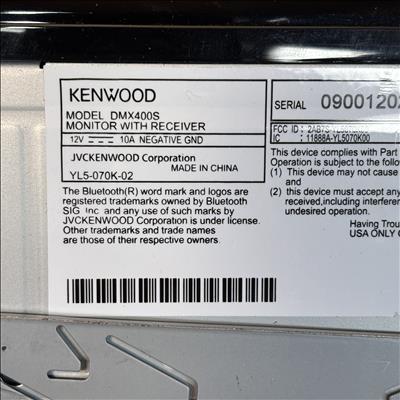 KENWOOD
MODEL DMX400S
MONITOR WITH RECEIVER
12V 10A NEGATIVE GND
JVCKENWOOD Corporation
MADE IN CHINA
YL5-070K-02
The Bluetooth(R) word mark and logos are
registered trademarks owned by Bluetooth
SIG, Inc. and any use of such marks by
JVCKENWOOD Corporation is under license.
Other trademarks and trade names
are those of their respective owners.
SERIAL 0900120
FCC ID :
IC : 11888A-YL5070K00
This device complies with Part
Operation is subject to the follow
(1) This device may not cause
and
(2) this device must accept any
received,including interferen
undesired operation.
Having Trou
USA ONLY